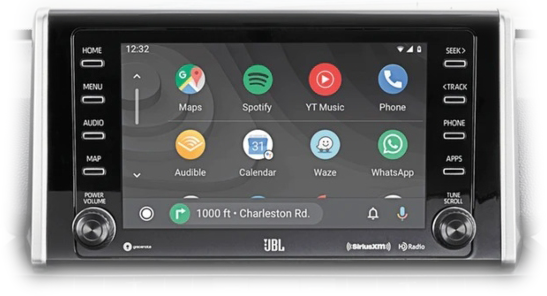 HOME
MENU
AUDIO
MAP
POWER
VOLUME
12:32
Maps
Spotify
YT Music
Phone
Audible
31
Calendar
Waze
WhatsApp
1000 ft • Charleston Rd.
SEEK>
<TRACK
PHONE
APPS
TUNE
SCROLL
gracenote
JBL
((SiriusXM))
HD Radio